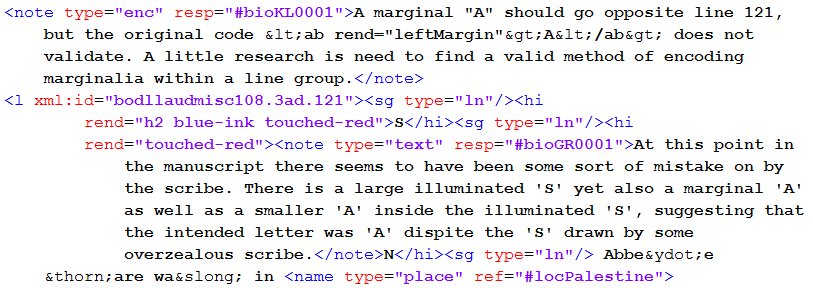 <note type="enc" resp="#bioKL0001">A marginal "A" should go opposite line 121,
but the original code &lt;ab rend="leftMargin"&gt;A&lt;/ab&gt; does not
validate. A little research is need to find a valid method of encoding
marginalia within a line group.</note>
<l xml:id="bodllaudmisc108.3ad.121"><sg type="ln"/><hi
rend="h2 blue-ink touched-red">S</hi><sg type="ln"/><hi
rend="touched-red"><note type="text" resp="#bioGR0001">At this point in
the manuscript there seems to have been some sort of mistake on by
the scribe. There is a large illuminated 'S' yet also a marginal 'A'
as well as a smaller 'A' inside the illuminated 'S', suggesting that
the intended letter was 'A' dispite the 'S' drawn by some
overzealous scribe.</note>N</hi><sg type="ln"/> Abbe&ydot;e
&thorn;are wa&slong; in <name type="place" ref="#locPalestine">